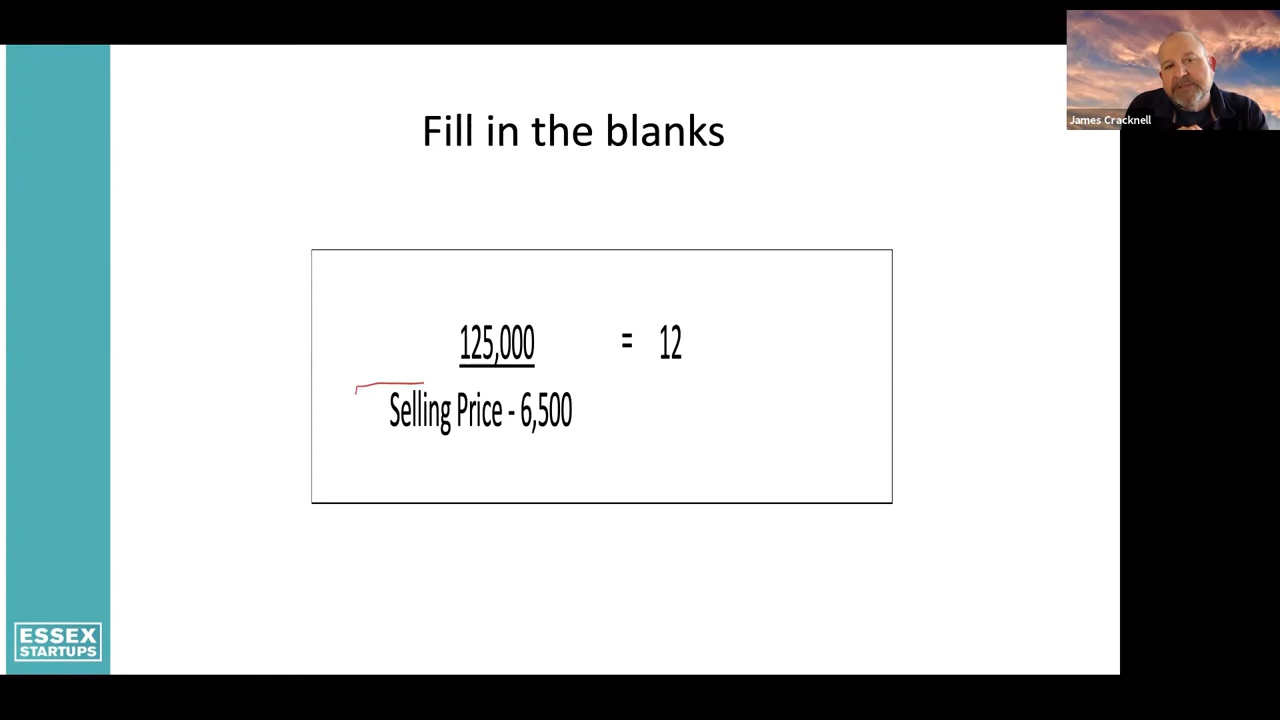 James Cracknell
Fill in the blanks
125,000 = 12
Selling Price - 6,500
ESSEX
STARTUPS